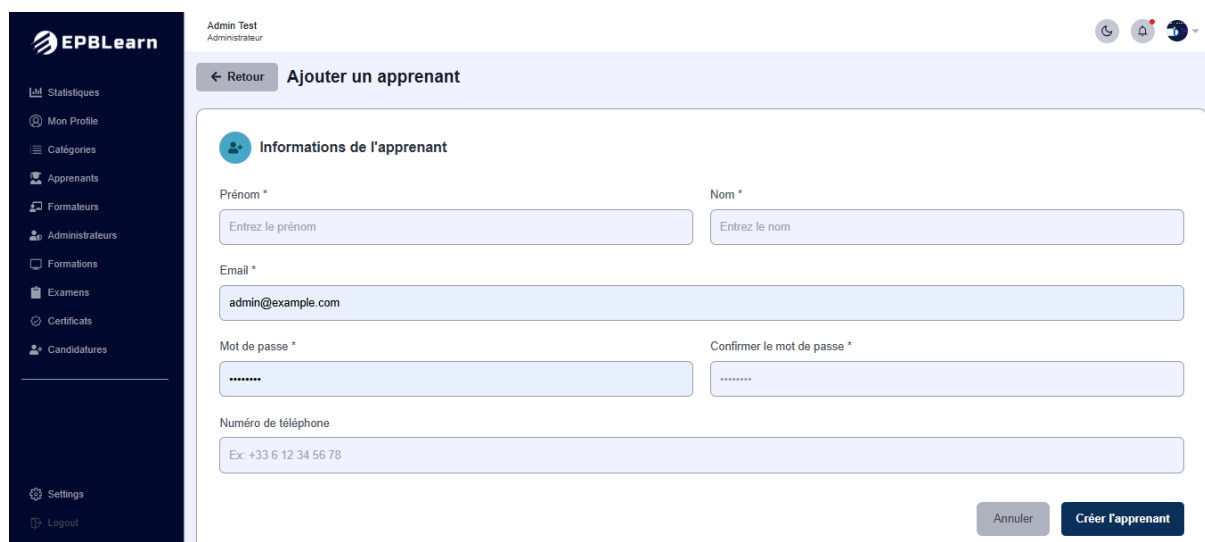 EPBLearn
Statistiques
Mon Profile
Catégories
Apprenants
Formateurs
Administrateurs
Formations
Examens
Certificats
Candidatures
Settings
Logout
Admin Test
Administrateur
← Retour Ajouter un apprenant
Informations de l'apprenant
Prénom * Nom *
Entrez le prénom Entrez le nom
Email *
admin@example.com
Mot de passe * Confirmer le mot de passe *
•••••••• ••••••••
Numéro de téléphone
Ex: +33 6 12 34 56 78
Annuler Créer l'apprenant